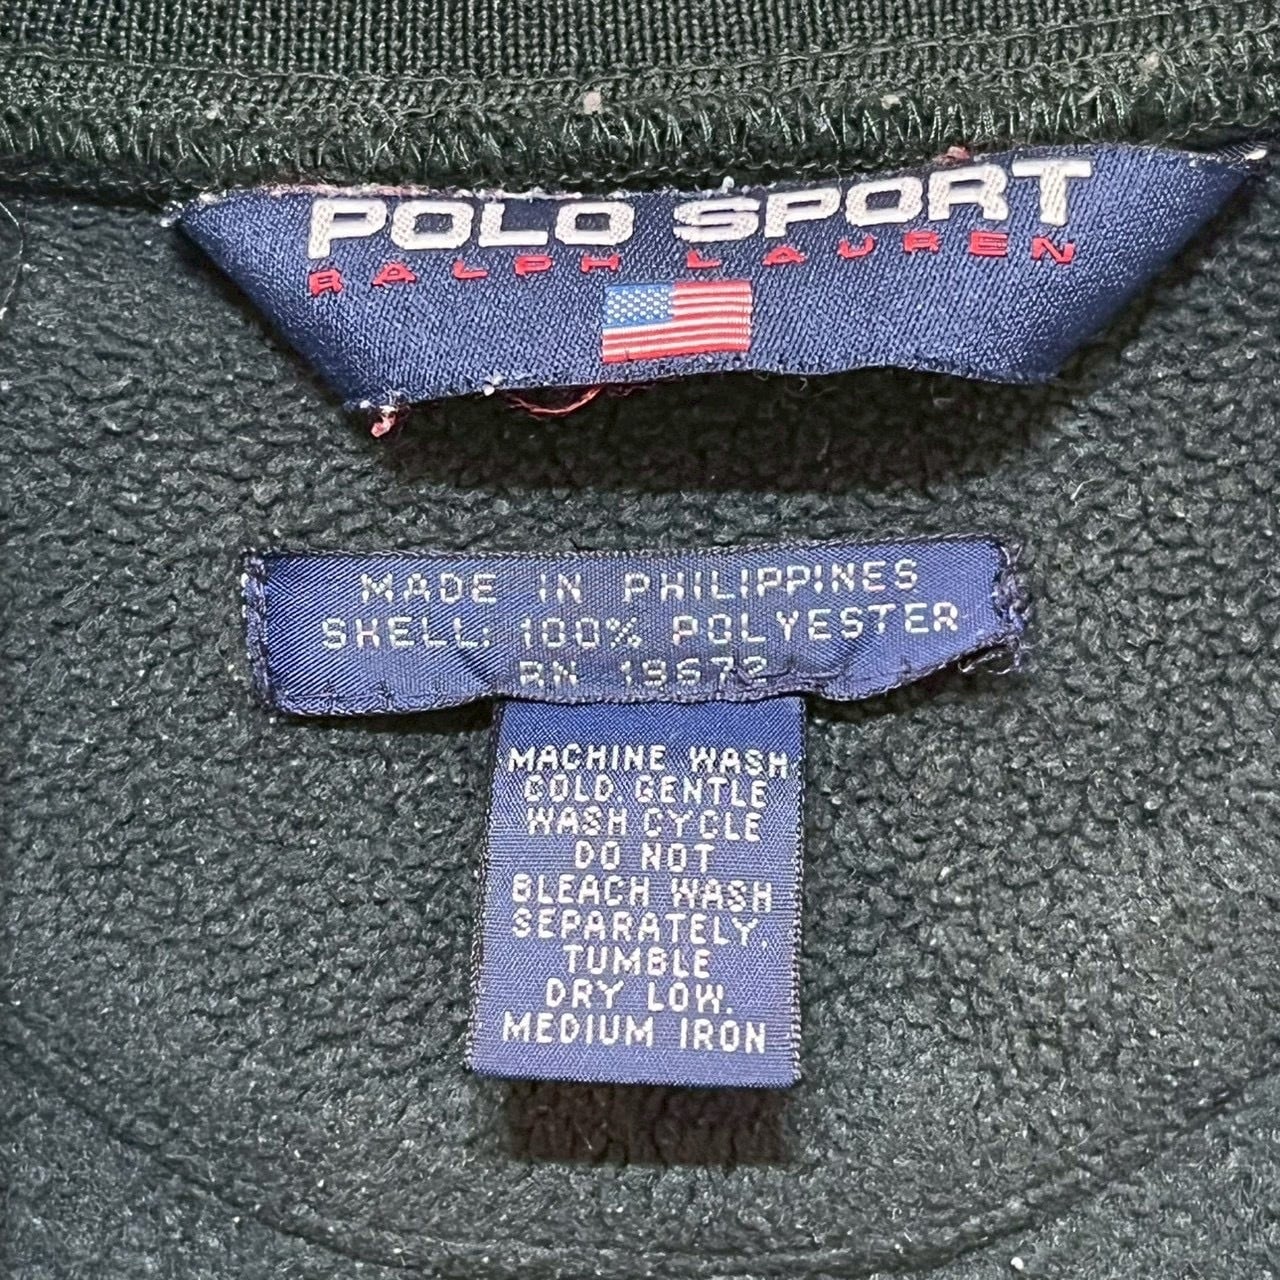 POLO SPORT
RALPH LAUREN
MADE IN PHILIPPINES
SHELL: 100% POLYESTER
RN 19672
MACHINE WASH
COLD. GENTLE
WASH CYCLE
DO NOT
BLEACH WASH
SEPARATELY.
TUMBLE
DRY LOW.
MEDIUM IRON